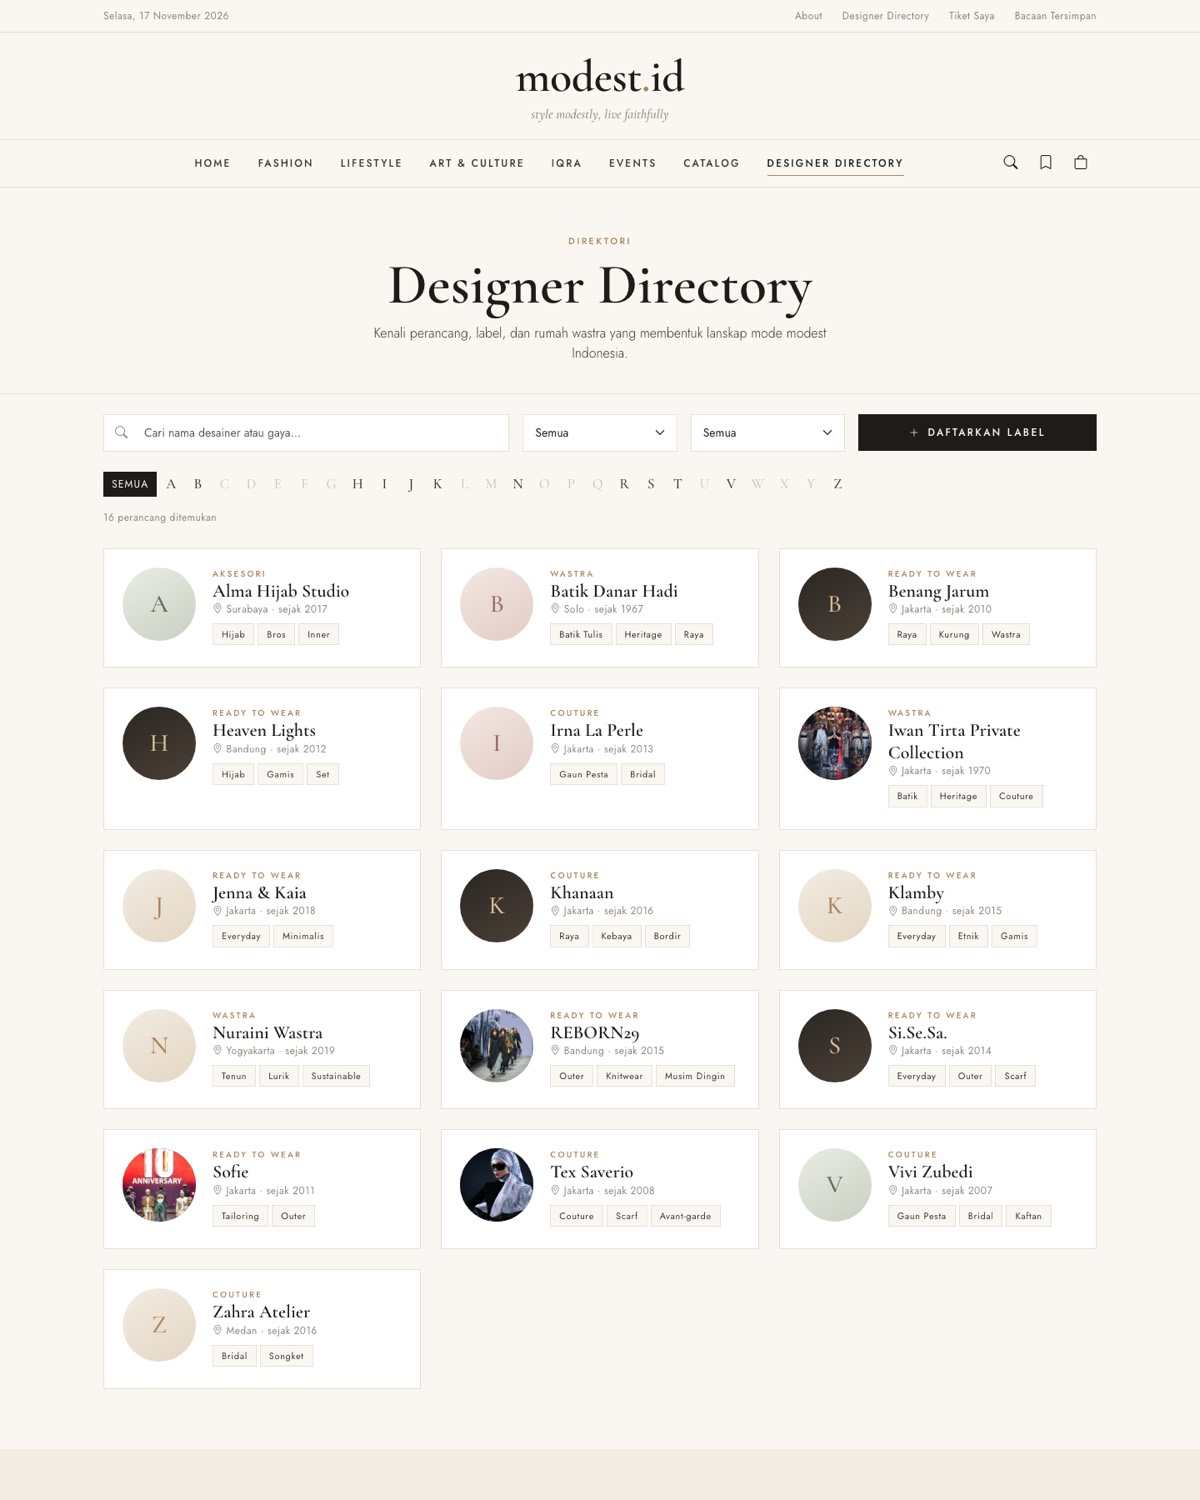 Selasa, 17 November 2026
About Designer Directory Tiket Saya Bacaan Tersimpan
modest.id
style modestly, live faithfully
HOME FASHION LIFESTYLE ART & CULTURE IQRA EVENTS CATALOG DESIGNER DIRECTORY
DIREKTORI
Designer Directory
Kenali perancang, label, dan rumah wastra yang membentuk lanskap mode modest
Indonesia.
Cari nama desainer atau gaya...
Semua
Semua
+ DAFTARKAN LABEL
SEMUA A B C D E F G H I J K L M N O P Q R S T U V W X Y Z
16 perancang ditemukan
A
AKSESORI
Alma Hijab Studio
Surabaya · sejak 2017
Hijab Bros Inner
B
WASTRA
Batik Danar Hadi
Solo · sejak 1967
Batik Tulis Heritage Raya
B
READY TO WEAR
Benang Jarum
Jakarta · sejak 2010
Raya Kurung Wastra
H
READY TO WEAR
Heaven Lights
Bandung · sejak 2012
Hijab Gamis Set
I
COUTURE
Irna La Perle
Jakarta · sejak 2013
Gaun Pesta Bridal
WASTRA
Iwan Tirta Private
Collection
Jakarta · sejak 1970
Batik Heritage Couture
J
READY TO WEAR
Jenna & Kaia
Jakarta · sejak 2018
Everyday Minimalis
K
COUTURE
Khanaan
Jakarta · sejak 2016
Raya Kebaya Bordir
K
READY TO WEAR
Klamby
Bandung · sejak 2015
Everyday Etnik Gamis
N
WASTRA
Nuraini Wastra
Yogyakarta · sejak 2019
Tenun Lurik Sustainable
READY TO WEAR
REBORN29
Bandung · sejak 2015
Outer Knitwear Musim Dingin
S
READY TO WEAR
Si.Se.Sa.
Jakarta · sejak 2014
Everyday Outer Scarf
10
ANNIVERSARY
READY TO WEAR
Sofie
Jakarta · sejak 2011
Tailoring Outer
COUTURE
Tex Saverio
Jakarta · sejak 2008
Couture Scarf Avant-garde
V
COUTURE
Vivi Zubedi
Jakarta · sejak 2007
Gaun Pesta Bridal Kaftan
Z
COUTURE
Zahra Atelier
Medan · sejak 2016
Bridal Songket